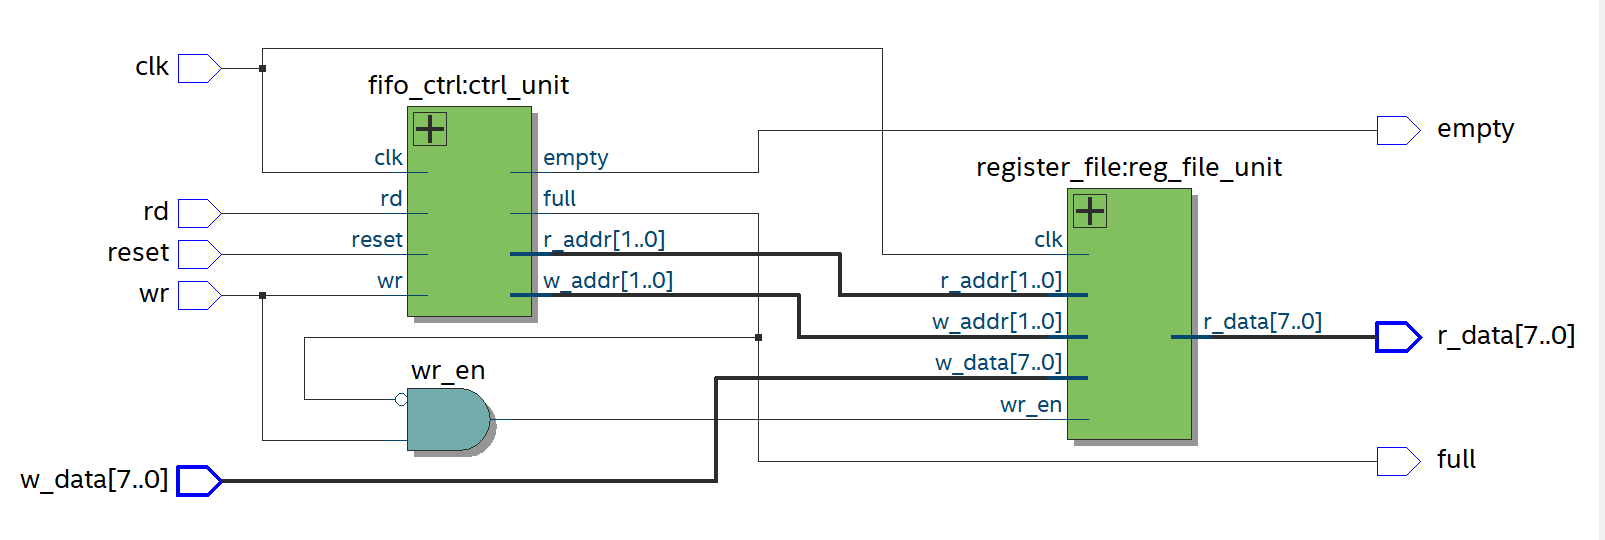 clk
fifo_ctrl:ctrl_unit
clk
rd
reset
wr
empty
full
r_addr[1..0]
w_addr[1..0]
rd
reset
wr
wr_en
w_data[7..0]
register_file:reg_file_unit
clk
r_addr[1..0]
w_addr[1..0]
w_data[7..0]
wr_en
r_data[7..0]
empty
r_data[7..0]
full